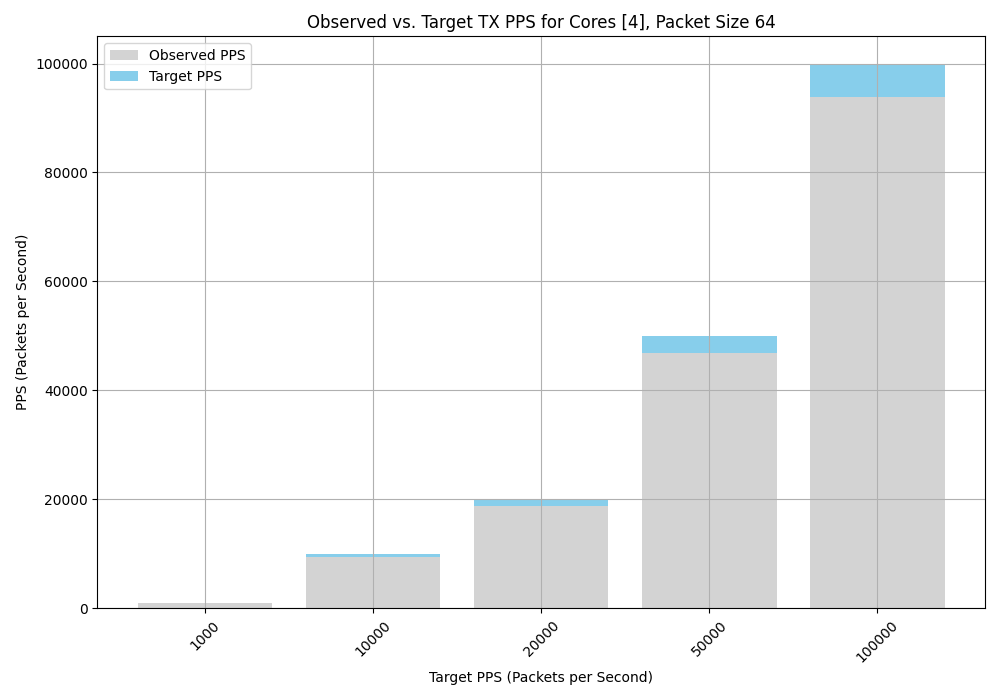 Observed vs. Target TX PPS for Cores [4], Packet Size 64
Observed PPS
Target PPS
100000
80000
60000
40000
20000
0
PPS (Packets per Second)
1000
10000
20000
50000
100000
Target PPS (Packets per Second)